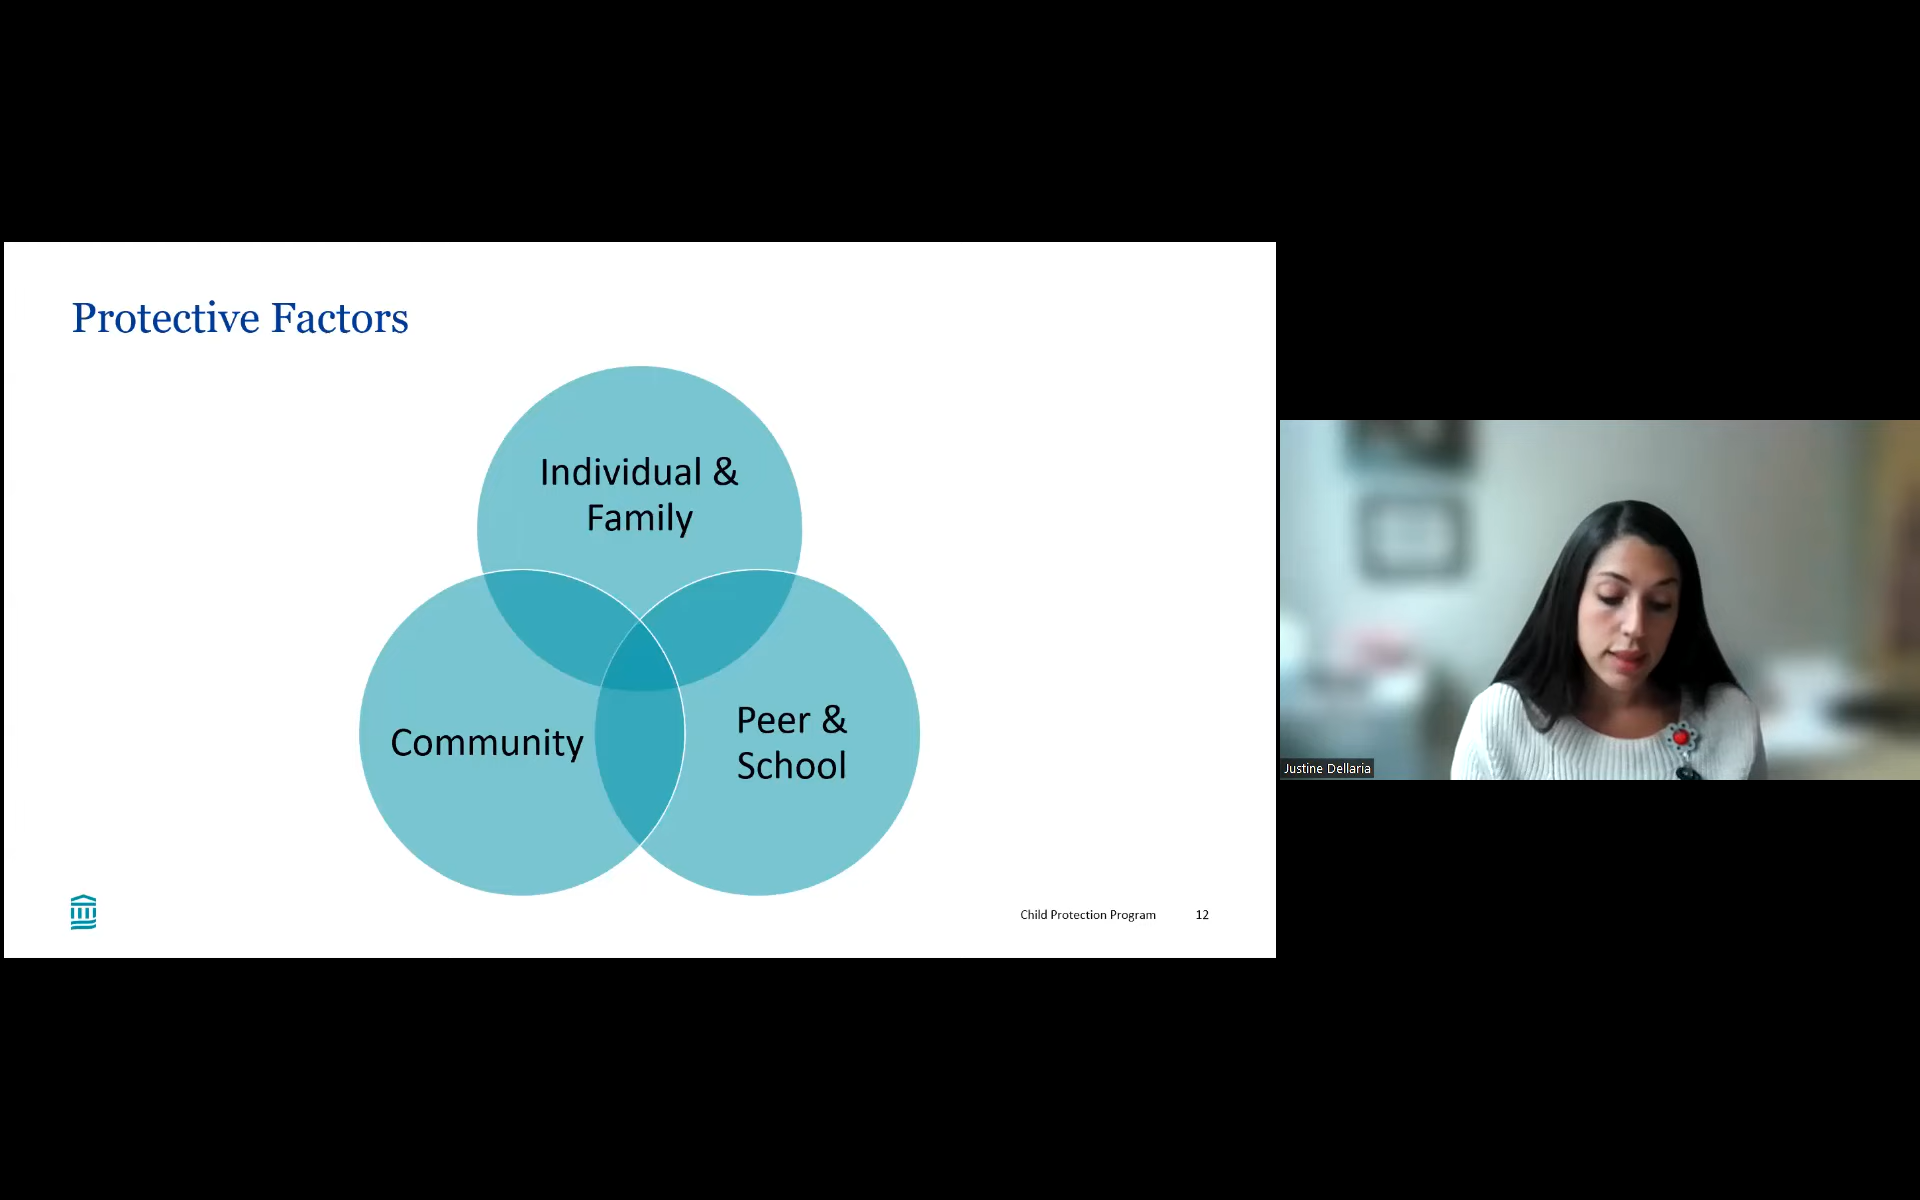 Protective Factors
Individual &
Family
Community
Peer &
School
Child Protection Program
12
Justine Dellaria